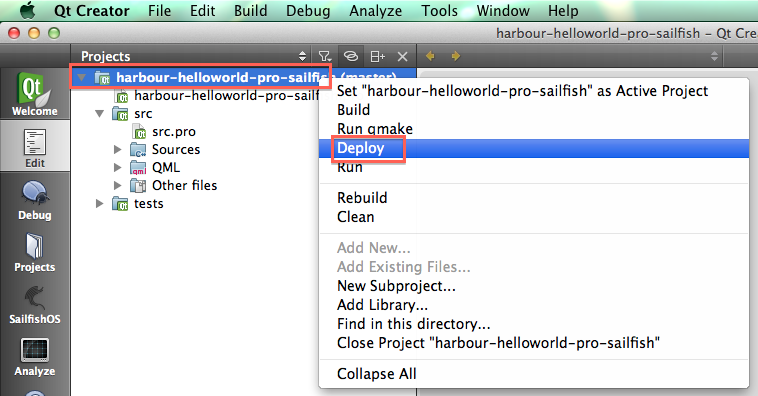 Qt Creator File Edit Build Debug Analyze Tools Window Help
harbour-helloworld-pro-sailfish – Qt Crea
Projects
Welcome
Edit
Debug
Projects
SailfishOS
Analyze
harbour-helloworld-pro-sailfish (master)
harbour-helloworld-pro-sailf
src
src.pro
Sources
QML
Other files
tests
Set "harbour-helloworld-pro-sailfish" as Active Project
Build
Run qmake
Deploy
Run
Rebuild
Clean
Add New...
Add Existing Files...
New Subproject...
Add Library...
Find in this directory...
Close Project "harbour-helloworld-pro-sailfish"
Collapse All